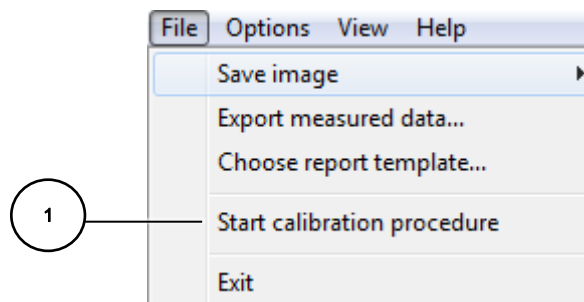 File Options View Help
Save image
Export measured data...
Choose report template...
1
Start calibration procedure
Exit